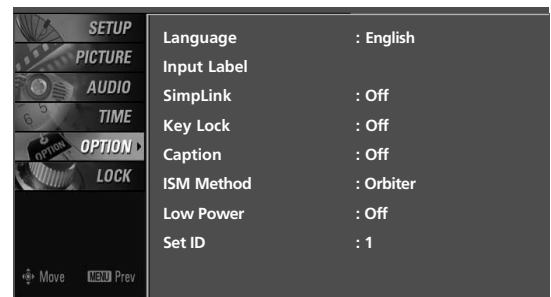 SETUP
PICTURE
AUDIO
TIME
OPTION
LOCK
Move MENU Prev
Language : English
Input Label
SimpLink : Off
Key Lock : Off
Caption : Off
ISM Method : Orbiter
Low Power : Off
Set ID : 1